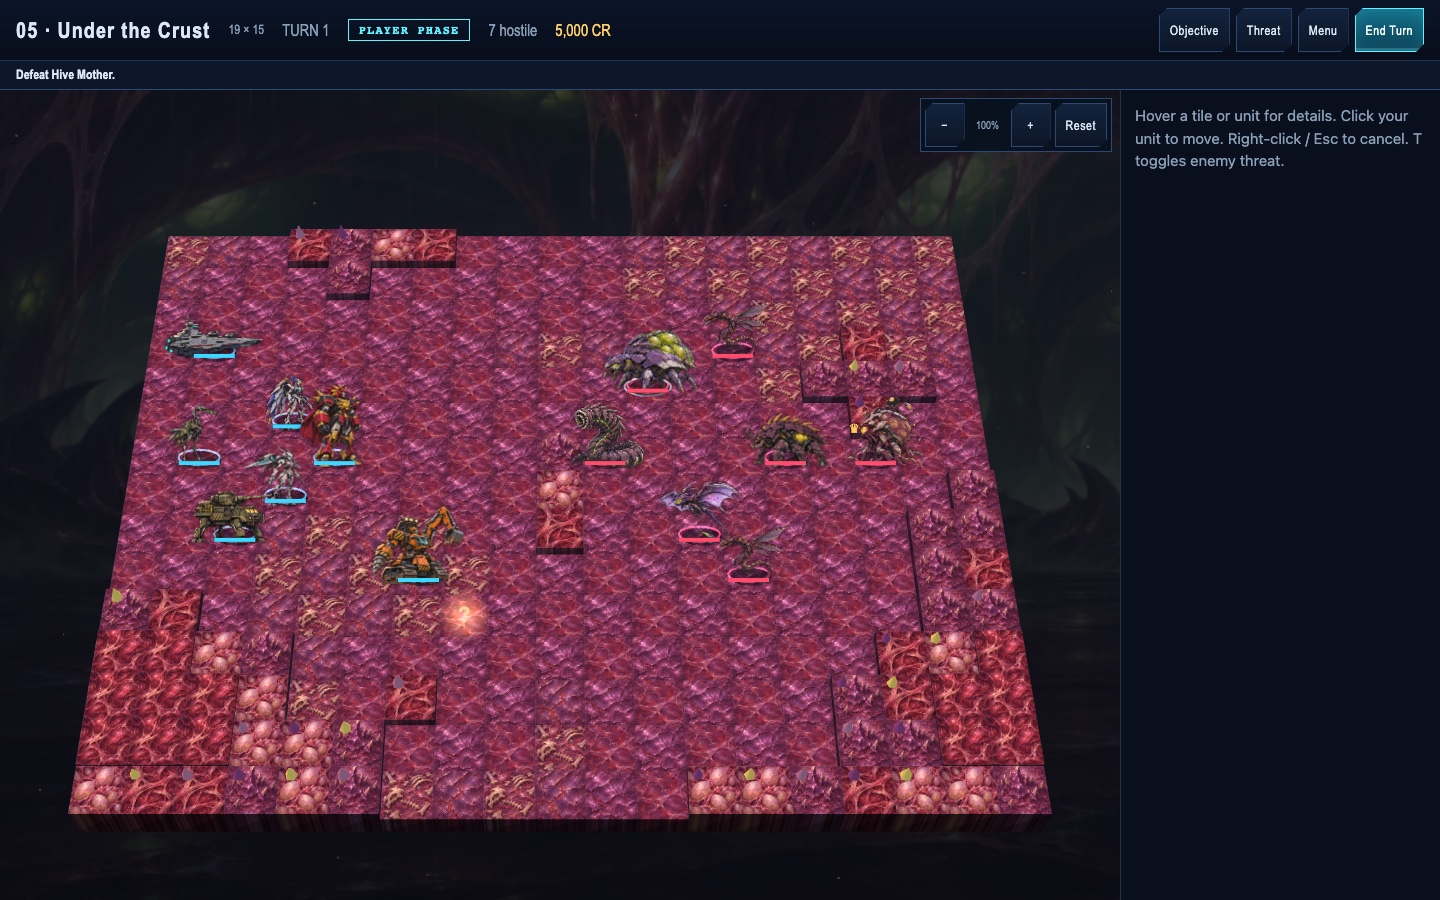 05 · Under the Crust
19 × 15
TURN 1
PLAYER PHASE
7 hostile
5,000 CR
Objective
Threat
Menu
End Turn
Defeat Hive Mother.
−
100%
+
Reset
Hover a tile or unit for details. Click your
unit to move. Right-click / Esc to cancel. T
toggles enemy threat.
?